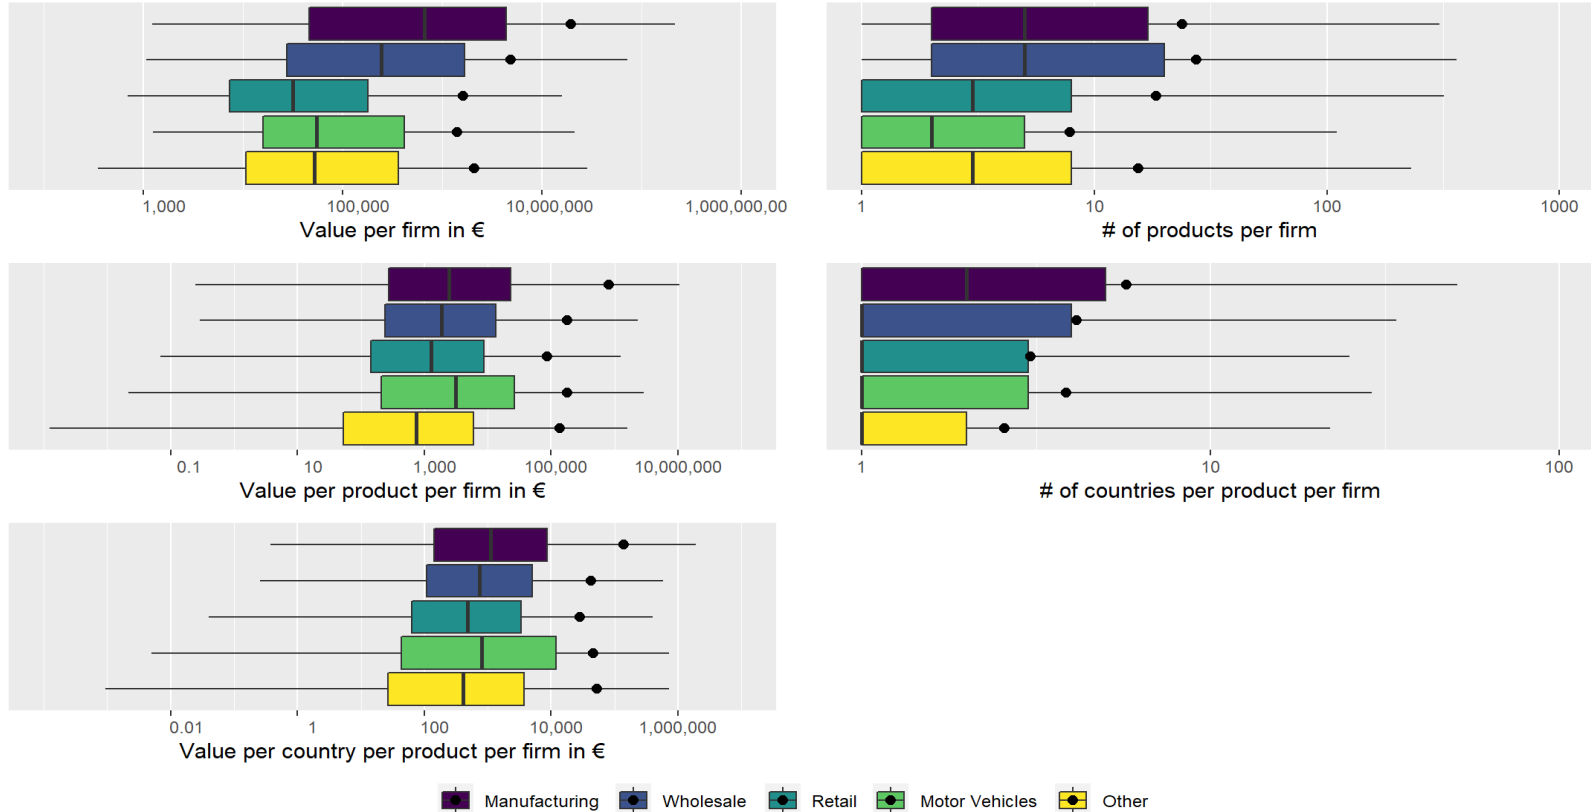 1,000 100,000 10,000,000 1,000,000,00
Value per firm in €
1 10 100 1000
# of products per firm
0.1 10 1,000 100,000 10,000,000
Value per product per firm in €
1 10 100
# of countries per product per firm
0.01 1 100 10,000 1,000,000
Value per country per product per firm in €
Manufacturing Wholesale Retail Motor Vehicles Other